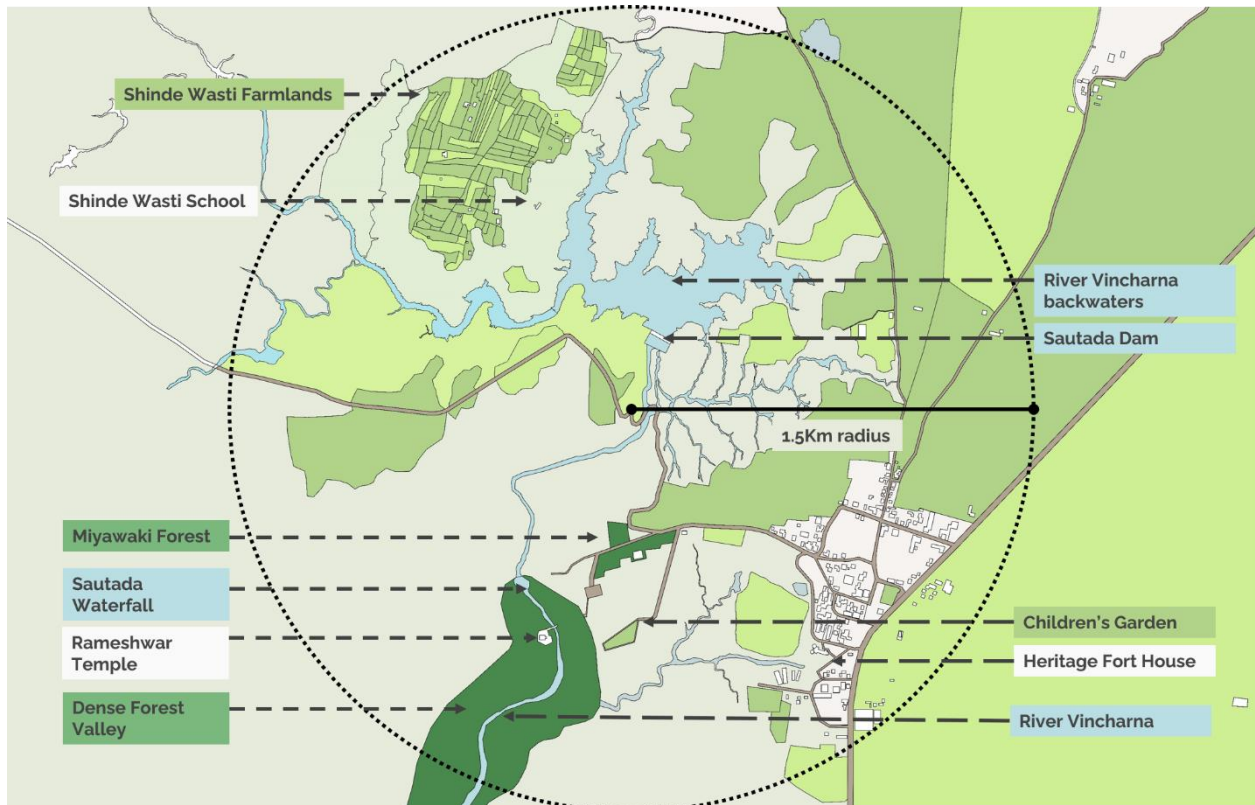 Shinde Wasti Farmlands
Shinde Wasti School
River Vincharna
backwaters
Sautada Dam
1.5Km radius
Miyawaki Forest
Sautada
Waterfall
Rameshwar
Temple
Dense Forest
Valley
Children's Garden
Heritage Fort House
River Vincharna